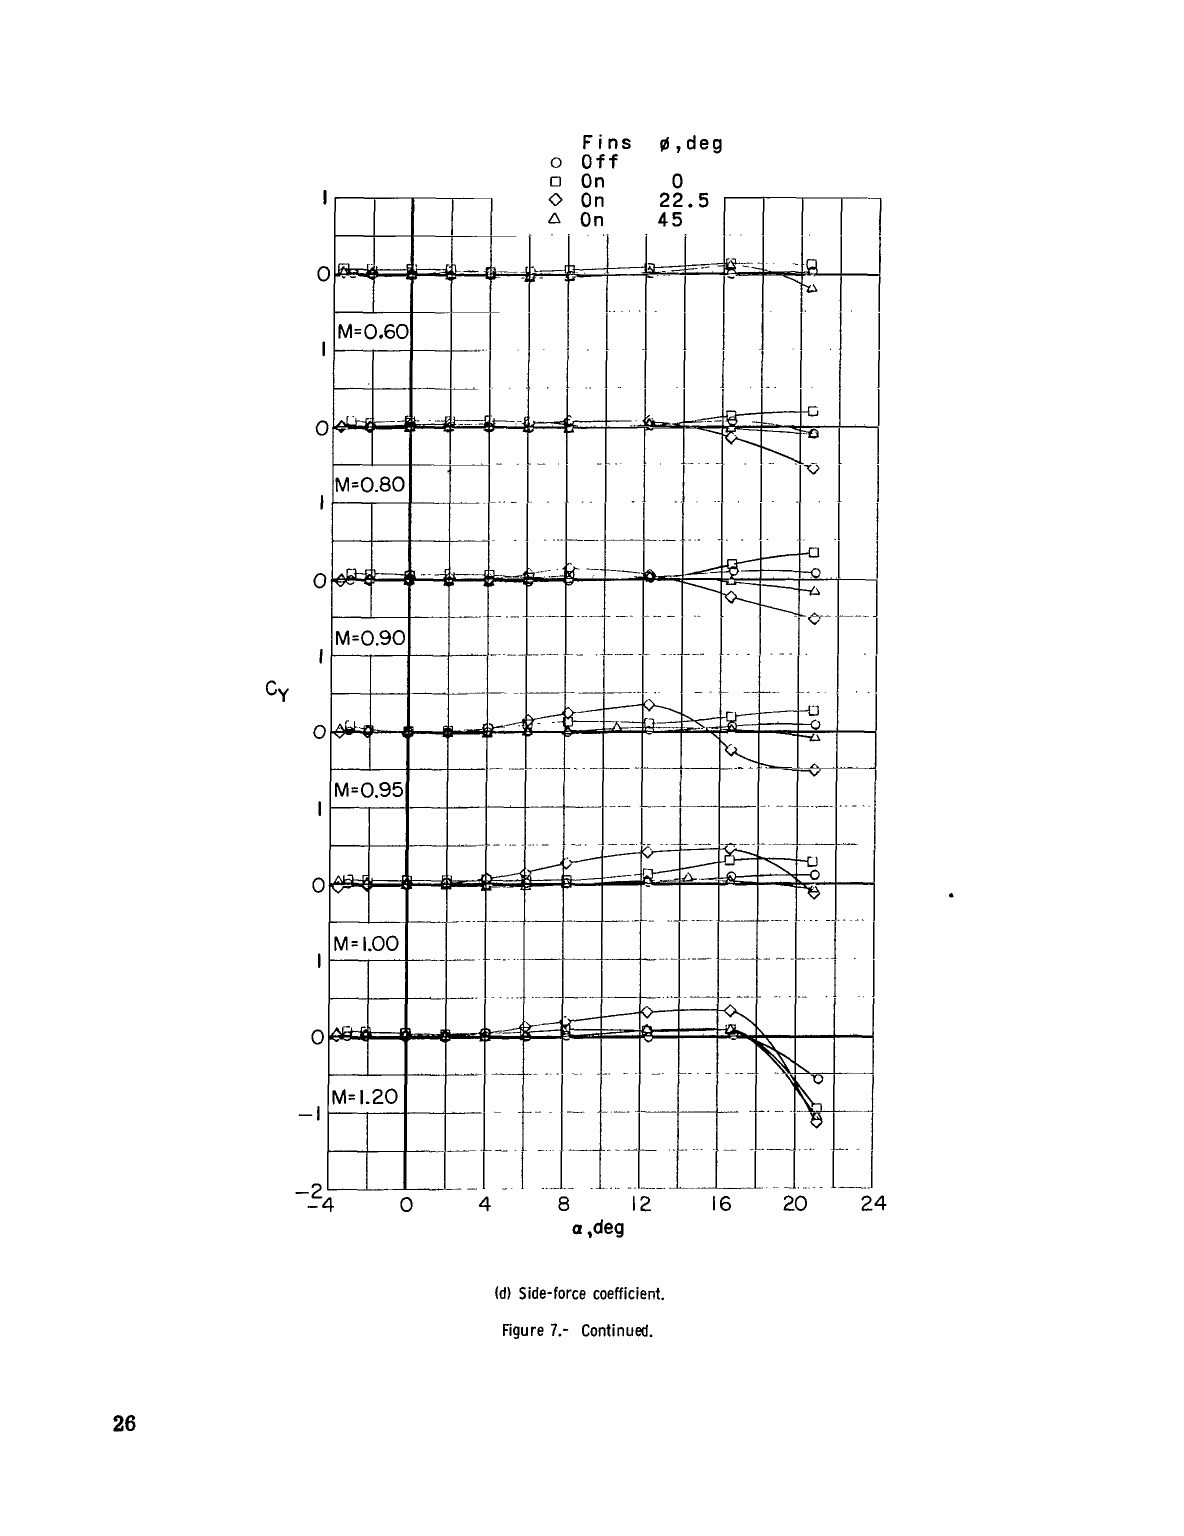 Fins ø,deg
Off
On 0
On 22.5
On 45
1
0
M=0.60
1
0
M=0.80
1
0
M=0.90
1
C_Y
0
M=0.95
1
0
M=1.00
1
0
M=1.20
-1
-2
-4 0 4 8 12 16 20 24
α,deg
(d) Side-force coefficient.
Figure 7.- Continued.
26